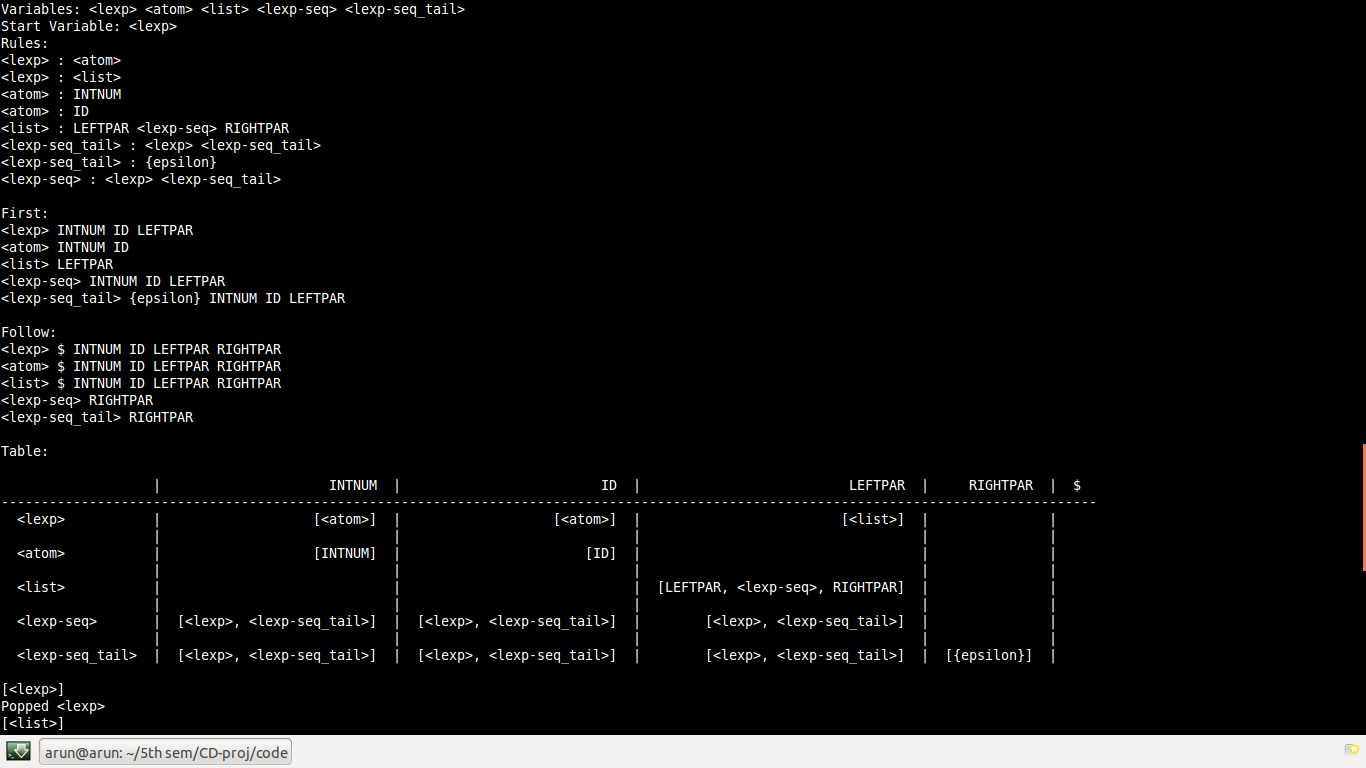 Variables: <lexp> <atom> <list> <lexp-seq> <lexp-seq_tail>
Start Variable: <lexp>
Rules:
<lexp> : <atom>
<lexp> : <list>
<atom> : INTNUM
<atom> : ID
<list> : LEFTPAR <lexp-seq> RIGHTPAR
<lexp-seq_tail> : <lexp> <lexp-seq_tail>
<lexp-seq_tail> : {epsilon}
<lexp-seq> : <lexp> <lexp-seq_tail>
First:
<lexp> INTNUM ID LEFTPAR
<atom> INTNUM ID
<list> LEFTPAR
<lexp-seq> INTNUM ID LEFTPAR
<lexp-seq_tail> {epsilon} INTNUM ID LEFTPAR
Follow:
<lexp> $ INTNUM ID LEFTPAR RIGHTPAR
<atom> $ INTNUM ID LEFTPAR RIGHTPAR
<list> $ INTNUM ID LEFTPAR RIGHTPAR
<lexp-seq> RIGHTPAR
<lexp-seq_tail> RIGHTPAR
Table:
| INTNUM | ID | LEFTPAR | RIGHTPAR | $
-----------------------------------------------------------------------------------------------------------------------------------------
<lexp> | [<atom>] | [<atom>] | [<list>] | |
<atom> | [INTNUM] | [ID] | | |
<list> | | | [LEFTPAR, <lexp-seq>, RIGHTPAR] | |
<lexp-seq> | [<lexp>, <lexp-seq_tail>] | [<lexp>, <lexp-seq_tail>] | [<lexp>, <lexp-seq_tail>] | |
<lexp-seq_tail> | [<lexp>, <lexp-seq_tail>] | [<lexp>, <lexp-seq_tail>] | [<lexp>, <lexp-seq_tail>] | [{epsilon}] |
[<lexp>]
Popped <lexp>
[<list>]
arun@arun: ~/5th sem/CD-proj/code